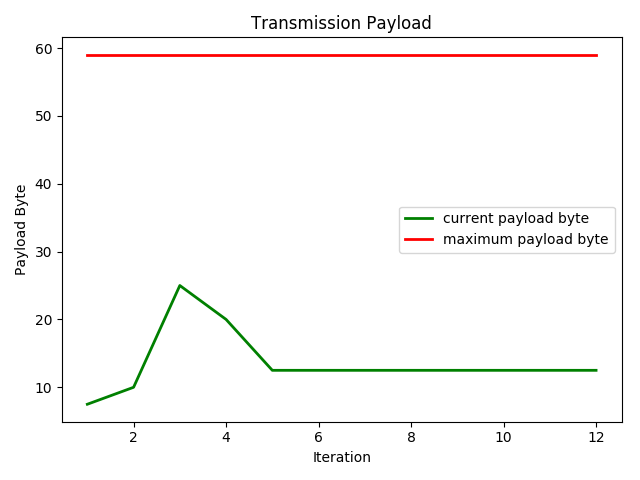 Transmission Payload
60
50
40
30
20
10
Payload Byte
current payload byte
maximum payload byte
2 4 6 8 10 12
Iteration